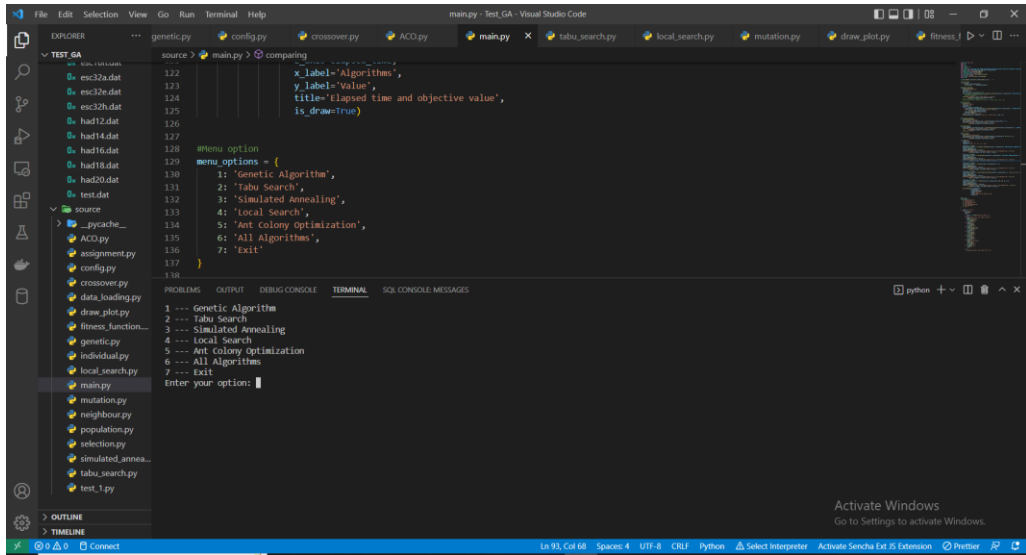 File Edit Selection View Go Run Terminal Help
main.py - Test_GA - Visual Studio Code
EXPLORER
genetic.py config.py crossover.py ACO.py main.py tabu_search.py local_search.py mutation.py draw_plot.py
TEST_GA
source > main.py > comparing
esc32a.dat
esc32e.dat
esc32h.dat
had12.dat
had14.dat
had16.dat
had18.dat
had20.dat
test.dat
source
__pycache__
ACO.py
assignment.py
config.py
crossover.py
data_loading.py
draw_plot.py
fitness_function....
genetic.py
individual.py
local_search.py
main.py
mutation.py
neighbour.py
population.py
selection.py
simulated_annea...
tabu_search.py
test_1.py
OUTLINE
TIMELINE
122 x_label='Algorithms',
123 y_label='Value',
124 title='Elapsed time and objective value',
125 is_draw=True)
126
127
128 #Menu option
129 menu_options = {
130 1: 'Genetic Algorithm',
131 2: 'Tabu Search',
132 3: 'Simulated Annealing',
133 4: 'Local Search',
134 5: 'Ant Colony Optimization',
135 6: 'All Algorithms',
136 7: 'Exit'
137 }
138
PROBLEMS OUTPUT DEBUG CONSOLE TERMINAL SQL CONSOLE: MESSAGES
python
1 --- Genetic Algorithm
2 --- Tabu Search
3 --- Simulated Annealing
4 --- Local Search
5 --- Ant Colony Optimization
6 --- All Algorithms
7 --- Exit
Enter your option:
Activate Windows
Go to Settings to activate Windows.
0 0 Connect
Ln 93, Col 68 Spaces: 4 UTF-8 CRLF Python Select Interpreter Activate Sencha Ext JS Extension Prettier